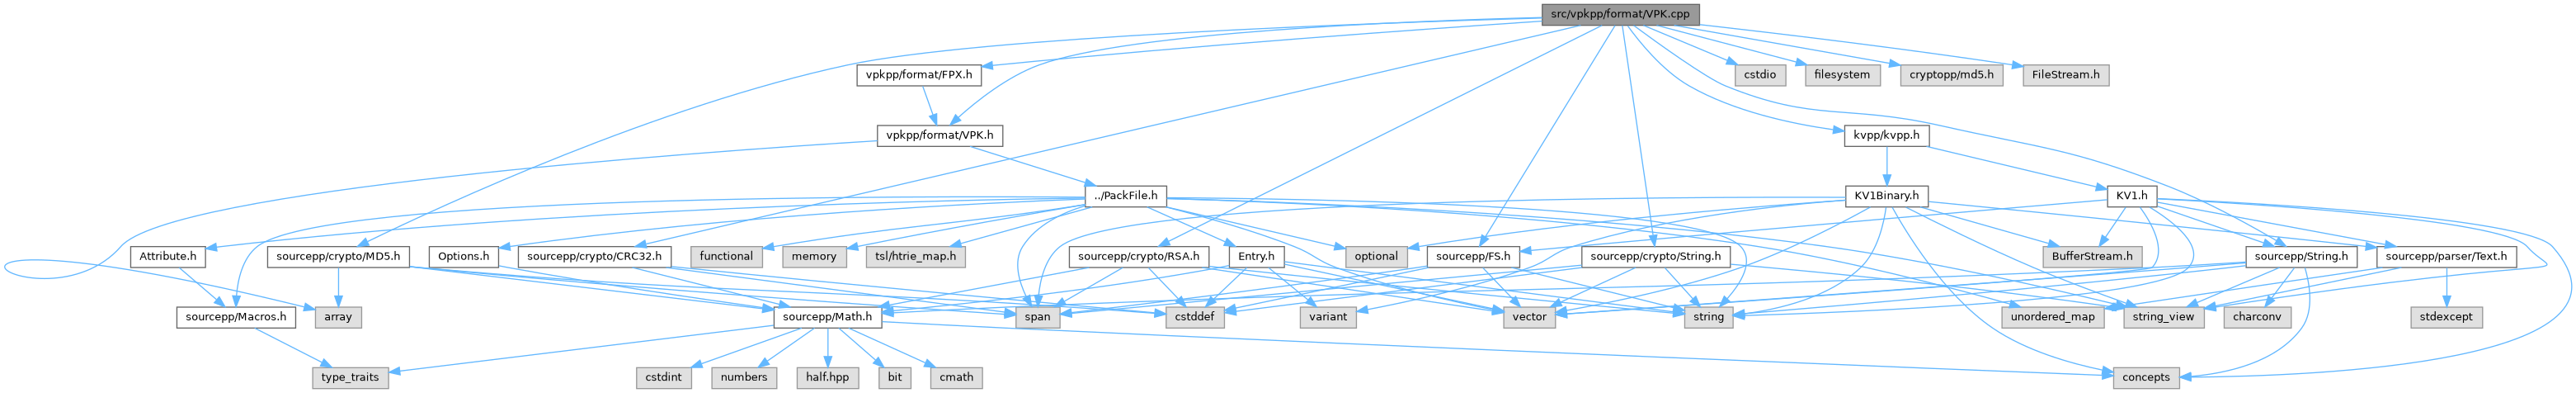 src/vpkpp/format/VPK.cpp
vpkpp/format/FPX.h
cstdio
filesystem
cryptopp/md5.h
FileStream.h
vpkpp/format/VPK.h
kvpp/kvpp.h
../PackFile.h
KV1Binary.h
KV1.h
Attribute.h
sourcepp/crypto/MD5.h
Options.h
sourcepp/crypto/CRC32.h
functional
memory
tsl/htrie_map.h
sourcepp/crypto/RSA.h
Entry.h
optional
sourcepp/FS.h
sourcepp/crypto/String.h
BufferStream.h
sourcepp/String.h
sourcepp/parser/Text.h
sourcepp/Macros.h
array
sourcepp/Math.h
span
cstddef
variant
vector
string
unordered_map
string_view
charconv
stdexcept
type_traits
cstdint
numbers
half.hpp
bit
cmath
concepts